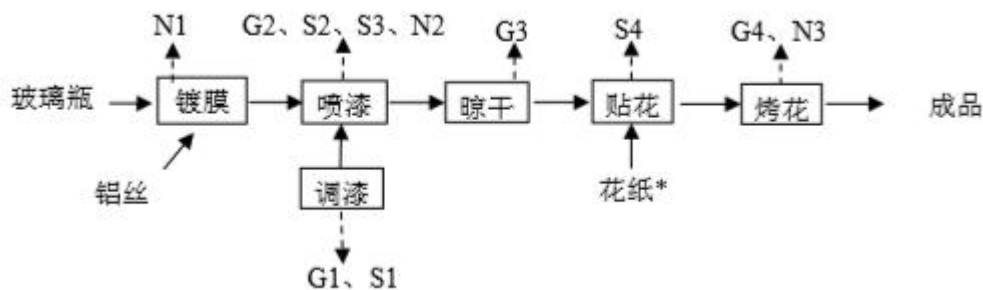 N1 G2、S2、S3、N2 G3 S4 G4、N3
玻璃瓶 镀膜 喷漆 晾干 贴花 烤花 成品
铝丝 调漆 花纸*
G1、S1